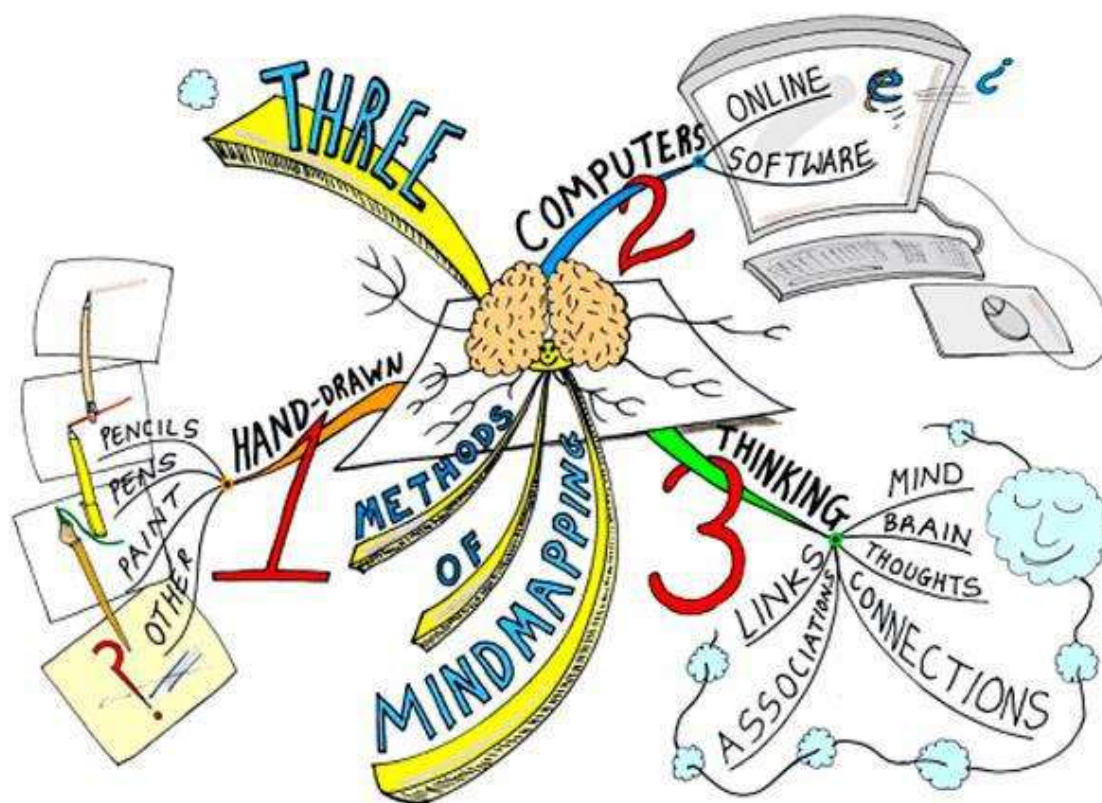 THREE
METHODS
OF
MINDMAPPING
1
HAND-DRAWN
PENCILS
PENS
PAINT
OTHER
?
2
COMPUTERS
ONLINE
SOFTWARE
e
¿
3
THINKING
MIND
BRAIN
THOUGHTS
CONNECTIONS
ASSOCIATIONS
LINKS